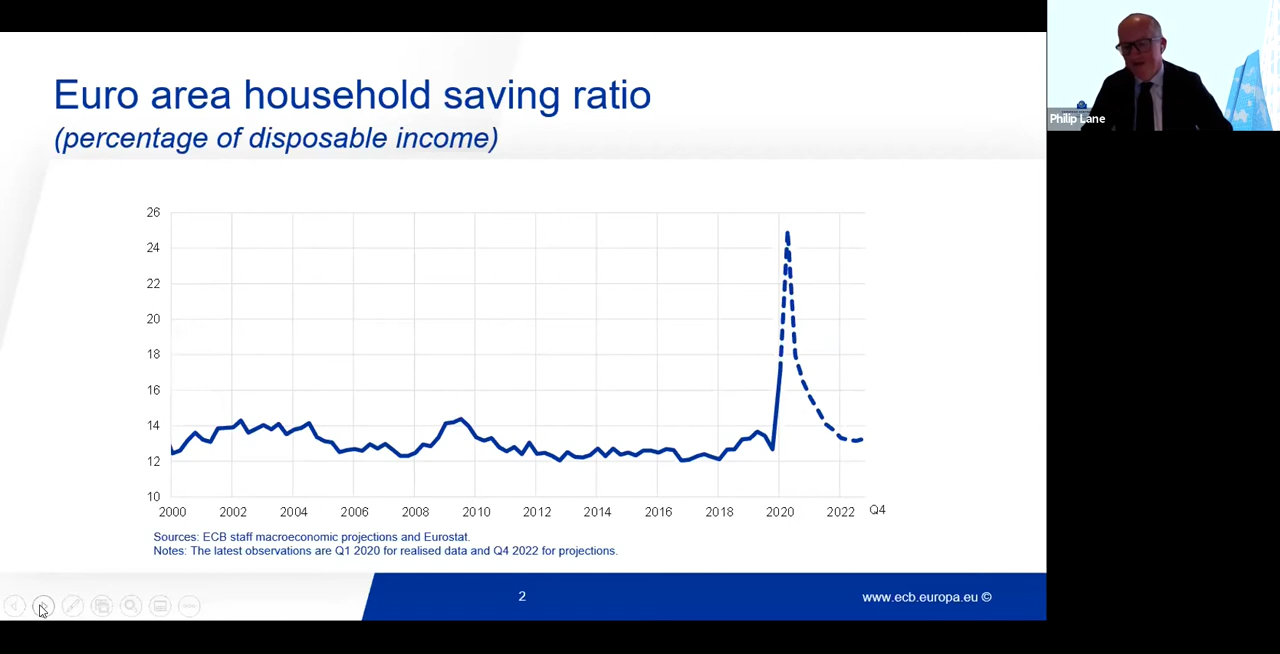 Euro area household saving ratio
(percentage of disposable income)
Philip Lane
26
24
22
20
18
16
14
12
10
2000 2002 2004 2006 2008 2010 2012 2014 2016 2018 2020 2022 Q4
Sources: ECB staff macroeconomic projections and Eurostat.
Notes: The latest observations are Q1 2020 for realised data and Q4 2022 for projections.
2
www.ecb.europa.eu ©